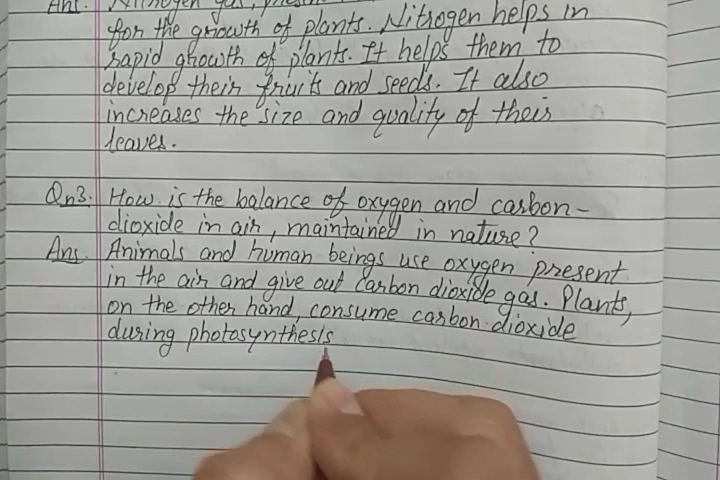 Ans. Nitrogen gas,
for the growth of plants. Nitrogen helps in
rapid growth of plants. It helps them to
develop their fruits and seeds. It also
increases the size and quality of their
leaves.
Qn3. How is the balance of oxygen and carbon-
dioxide in air, maintained in nature?
Ans. Animals and human beings use oxygen present
in the air and give out carbon dioxide gas. Plants,
on the other hand, consume carbon-dioxide
during photosynthesis